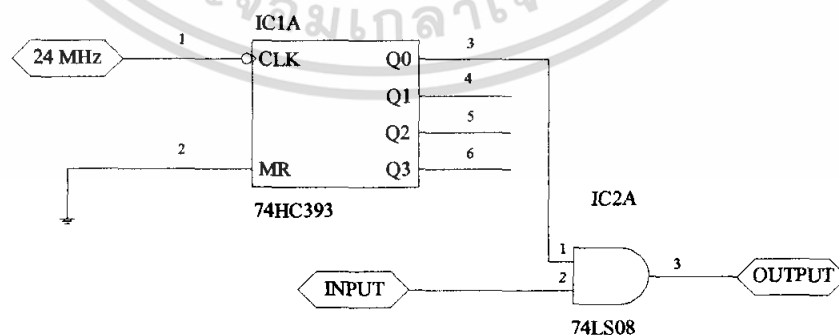 IC1A
24 MHz
1
CLK
Q0
3
Q1
4
Q2
5
2
MR
Q3
6
74HC393
IC2A
1
INPUT
2
3
OUTPUT
74LS08